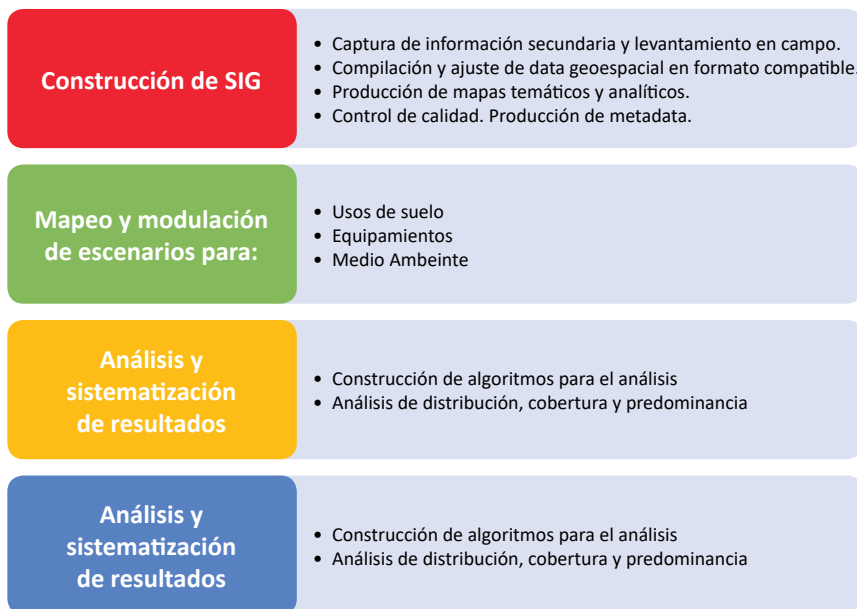 Construcción de SIG
• Captura de información secundaria y levantamiento en campo.
• Compilación y ajuste de data geoespacial en formato compatible.
• Producción de mapas temáticos y analíticos.
• Control de calidad. Producción de metadata.
Mapeo y modulación
de escenarios para:
• Usos de suelo
• Equipamientos
• Medio Ambeinte
Análisis y
sistematización
de resultados
• Construcción de algoritmos para el análisis
• Análisis de distribución, cobertura y predominancia
Análisis y
sistematización
de resultados
• Construcción de algoritmos para el análisis
• Análisis de distribución, cobertura y predominancia